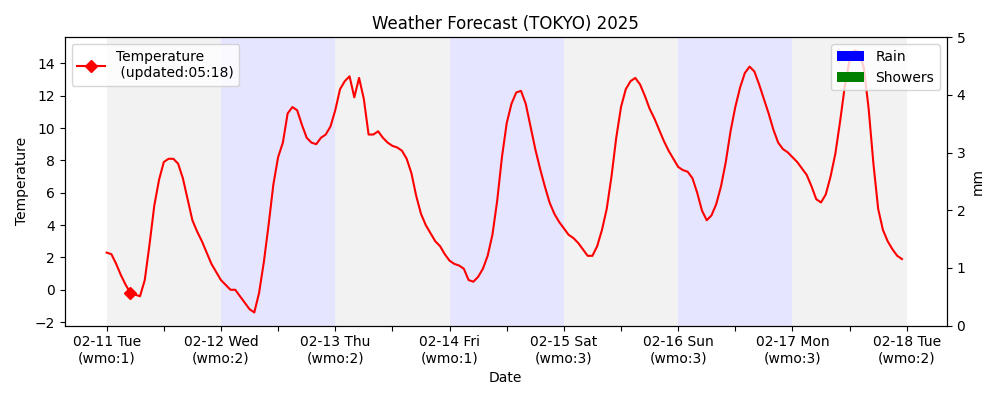 Weather Forecast (TOKYO) 2025
Temperature
(updated:05:18)
Rain
Showers
14
12
10
8
6
4
2
0
−2
Temperature
5
4
3
2
1
0
mm
02-11 Tue
(wmo:1)
02-12 Wed
(wmo:2)
02-13 Thu
(wmo:2)
02-14 Fri
(wmo:1)
02-15 Sat
(wmo:3)
02-16 Sun
(wmo:3)
02-17 Mon
(wmo:3)
02-18 Tue
(wmo:2)
Date